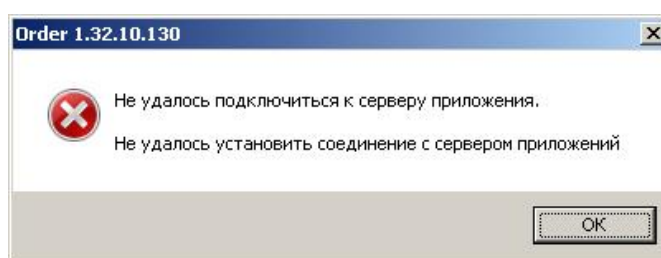 Order 1.32.10.130
Не удалось подключиться к серверу приложения.
Не удалось установить соединение с сервером приложений
OK